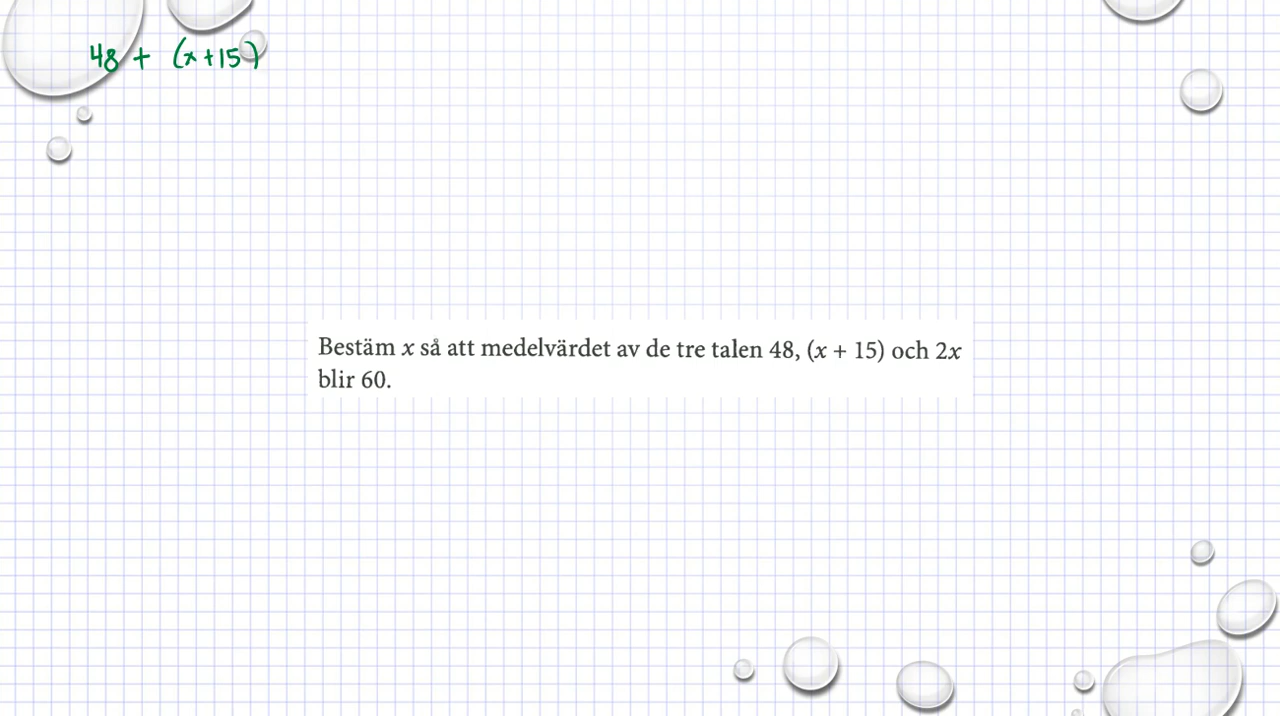 48 + (x+15)
Bestäm x så att medelvärdet av de tre talen 48, (x + 15) och 2x
blir 60.